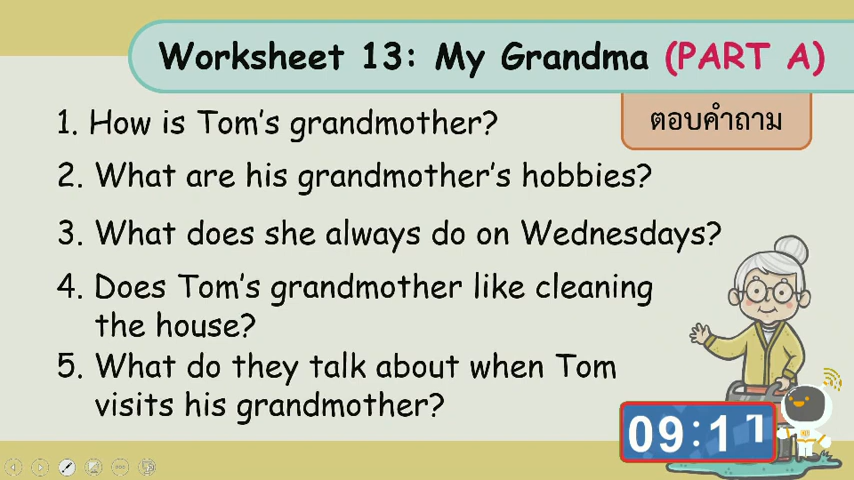 Worksheet 13: My Grandma (PART A)
ตอบคำถาม
1. How is Tom's grandmother?
2. What are his grandmother's hobbies?
3. What does she always do on Wednesdays?
4. Does Tom's grandmother like cleaning
the house?
5. What do they talk about when Tom
visits his grandmother?
09:11